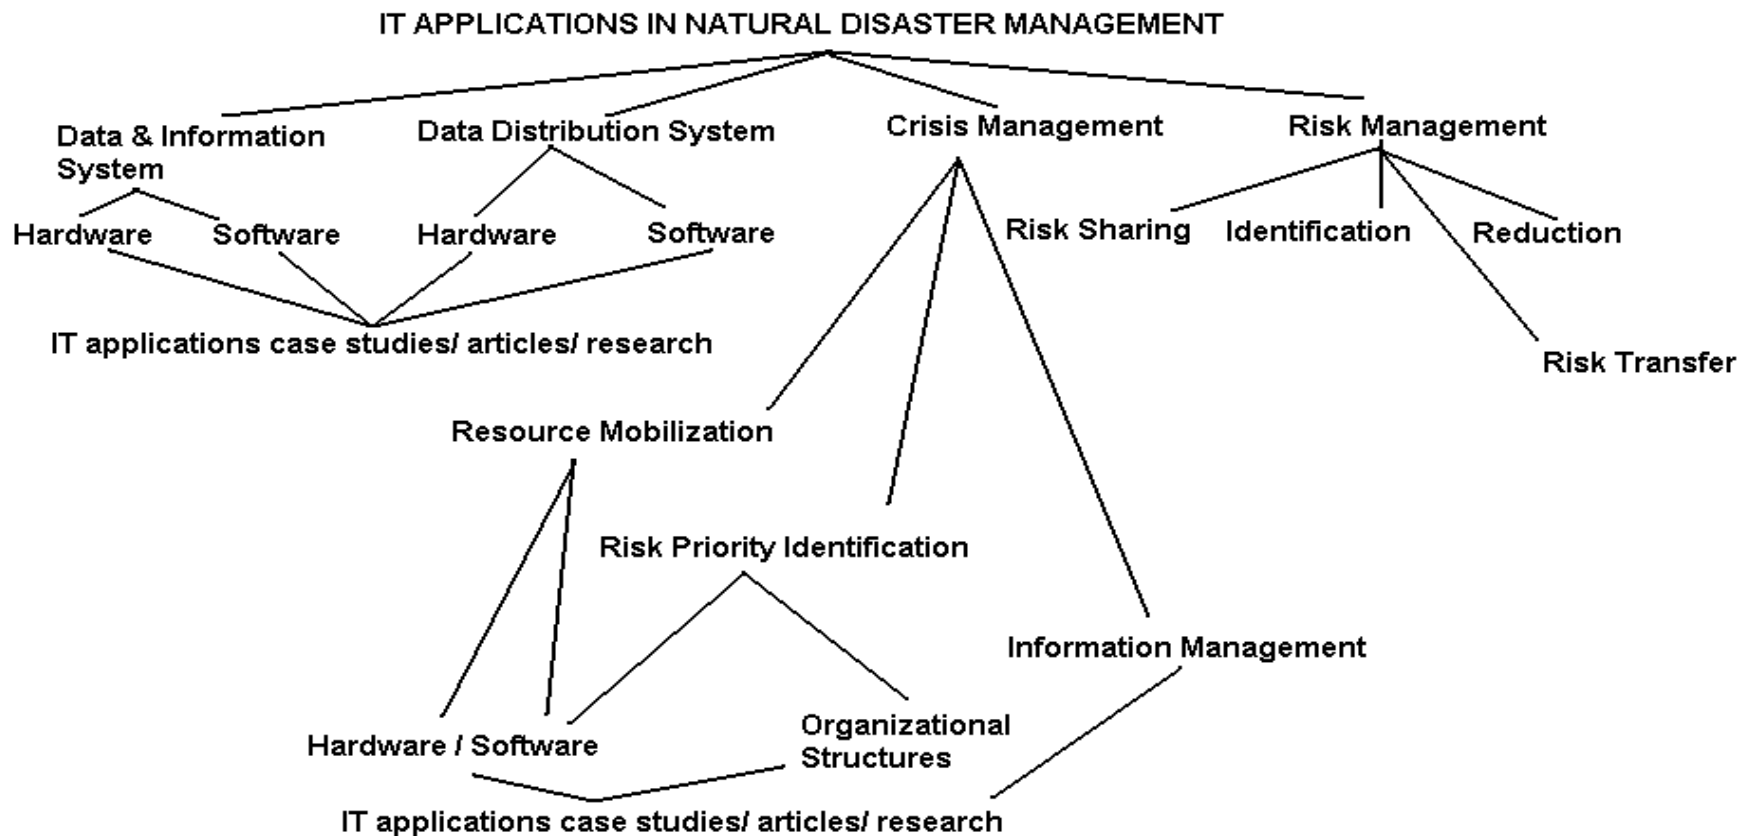 IT APPLICATIONS IN NATURAL DISASTER MANAGEMENT
Data & Information
System
Data Distribution System
Crisis Management
Risk Management
Hardware
Software
Hardware
Software
Risk Sharing
Identification
Reduction
IT applications case studies/ articles/ research
Risk Transfer
Resource Mobilization
Risk Priority Identification
Information Management
Hardware / Software
Organizational
Structures
IT applications case studies/ articles/ research